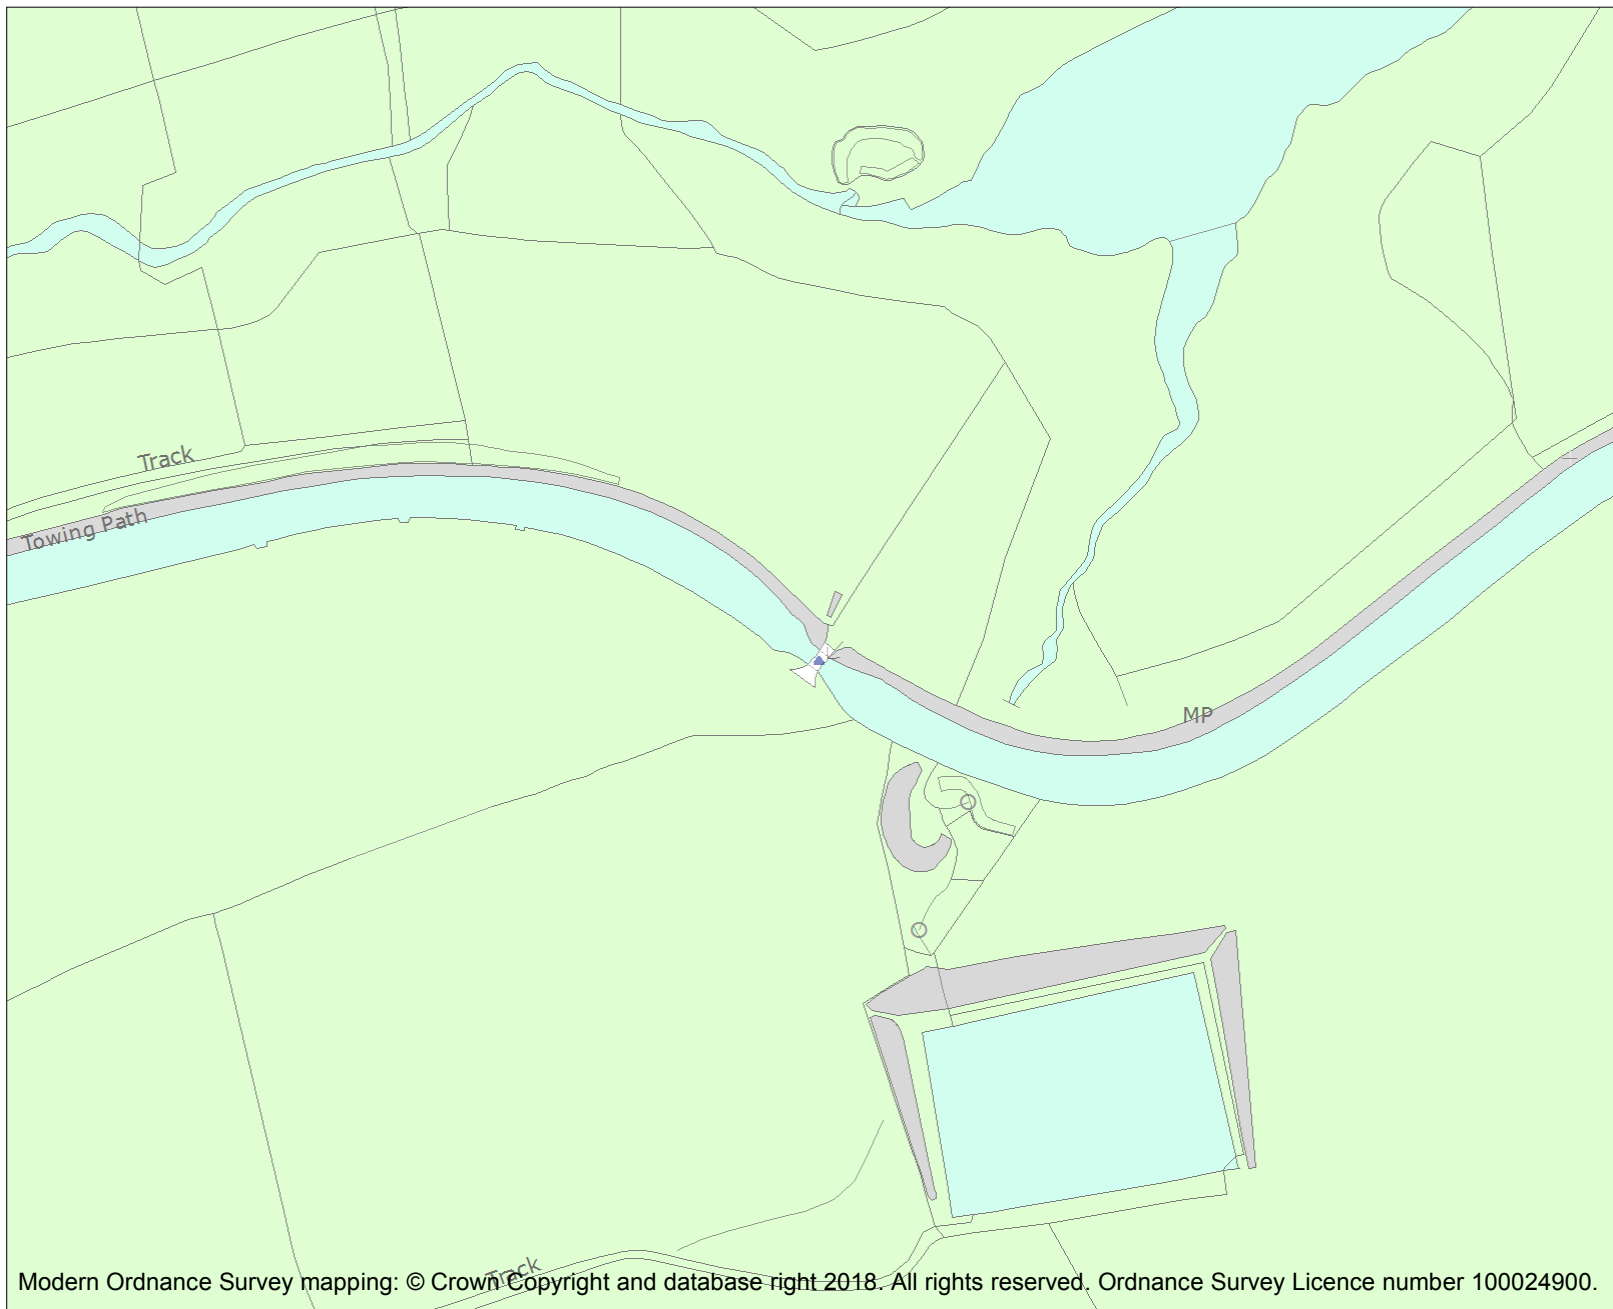 Track
Towing Path
MP
Track
Modern Ordnance Survey mapping: © Crown Copyright and database right 2018. All rights reserved. Ordnance Survey Licence number 100024900.